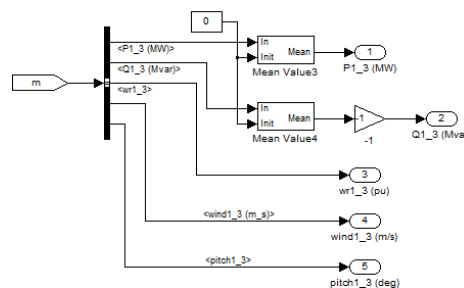 0
<P1_3 (MW)>
In
Mean
Init
1
Mean Value3
P1_3 (MW)
m
<Q1_3 (Mvar)>
<wr1_3>
In
Mean
Init
-1
2
Mean Value4
-1
Q1_3 (Mva
3
wr1_3 (pu)
<wind1_3 (m_s)>
4
wind1_3 (m/s)
<pitch1_3>
5
pitch1_3 (deg)